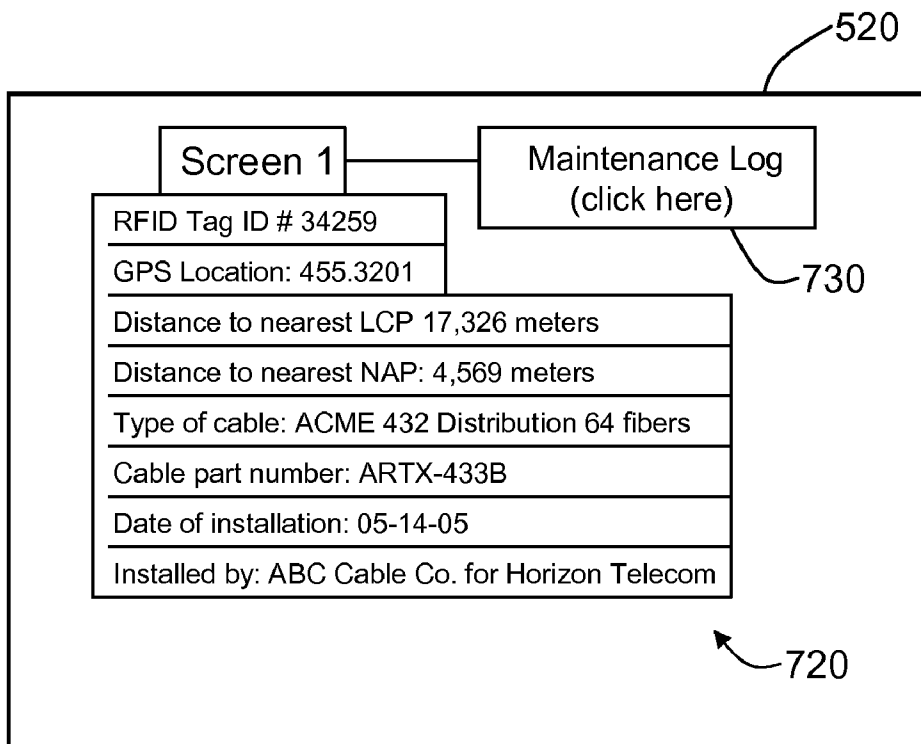 520
Screen 1
Maintenance Log
(click here)
730
RFID Tag ID # 34259
GPS Location: 455.3201
Distance to nearest LCP 17,326 meters
Distance to nearest NAP: 4,569 meters
Type of cable: ACME 432 Distribution 64 fibers
Cable part number: ARTX-433B
Date of installation: 05-14-05
Installed by: ABC Cable Co. for Horizon Telecom
720